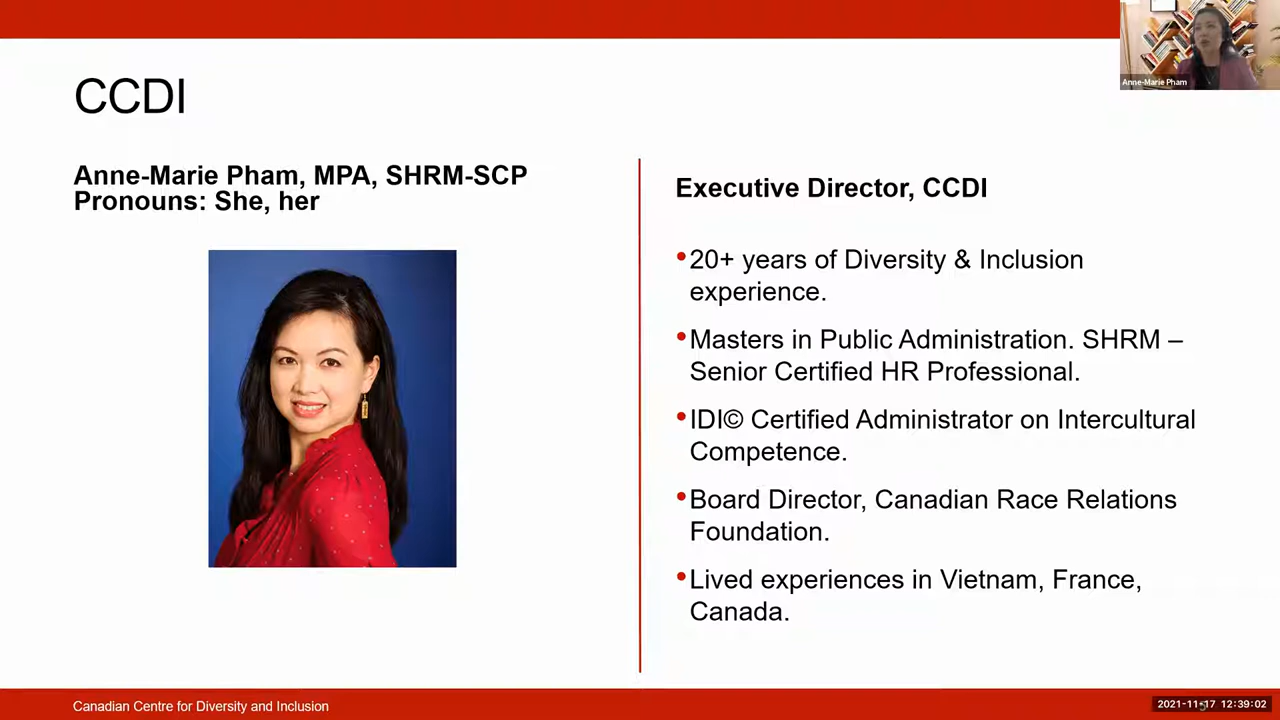 Anne-Marie Pham
CCDI
Anne-Marie Pham, MPA, SHRM-SCP
Pronouns: She, her
Executive Director, CCDI
•20+ years of Diversity & Inclusion
experience.
•Masters in Public Administration. SHRM –
Senior Certified HR Professional.
•IDI© Certified Administrator on Intercultural
Competence.
•Board Director, Canadian Race Relations
Foundation.
•Lived experiences in Vietnam, France,
Canada.
Canadian Centre for Diversity and Inclusion
2021-11-17 12:39:02